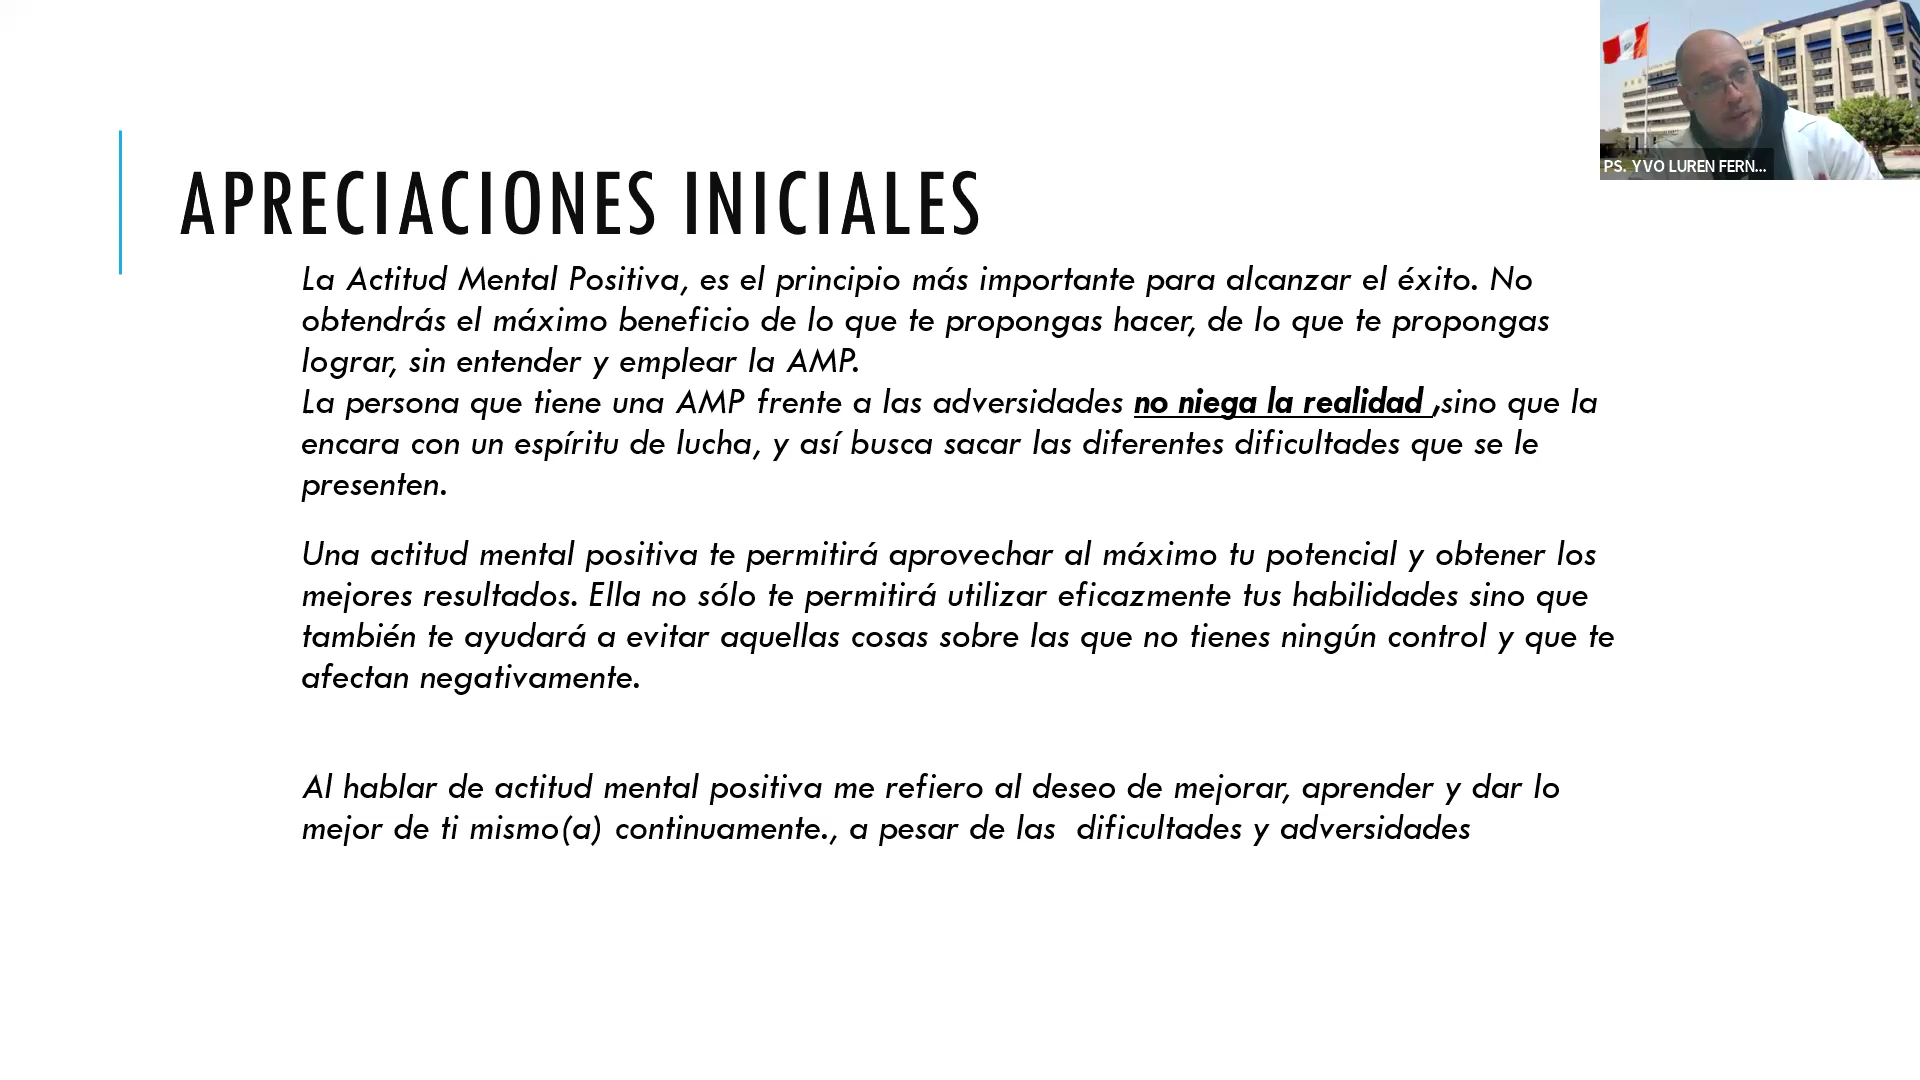 PS. YVO LUREN FERN...
APRECIACIONES INICIALES
La Actitud Mental Positiva, es el principio más importante para alcanzar el éxito. No
obtendrás el máximo beneficio de lo que te propongas hacer, de lo que te propongas
lograr, sin entender y emplear la AMP.
La persona que tiene una AMP frente a las adversidades no niega la realidad ,sino que la
encara con un espíritu de lucha, y así busca sacar las diferentes dificultades que se le
presenten.
Una actitud mental positiva te permitirá aprovechar al máximo tu potencial y obtener los
mejores resultados. Ella no sólo te permitirá utilizar eficazmente tus habilidades sino que
también te ayudará a evitar aquellas cosas sobre las que no tienes ningún control y que te
afectan negativamente.
Al hablar de actitud mental positiva me refiero al deseo de mejorar, aprender y dar lo
mejor de ti mismo(a) continuamente., a pesar de las  dificultades y adversidades